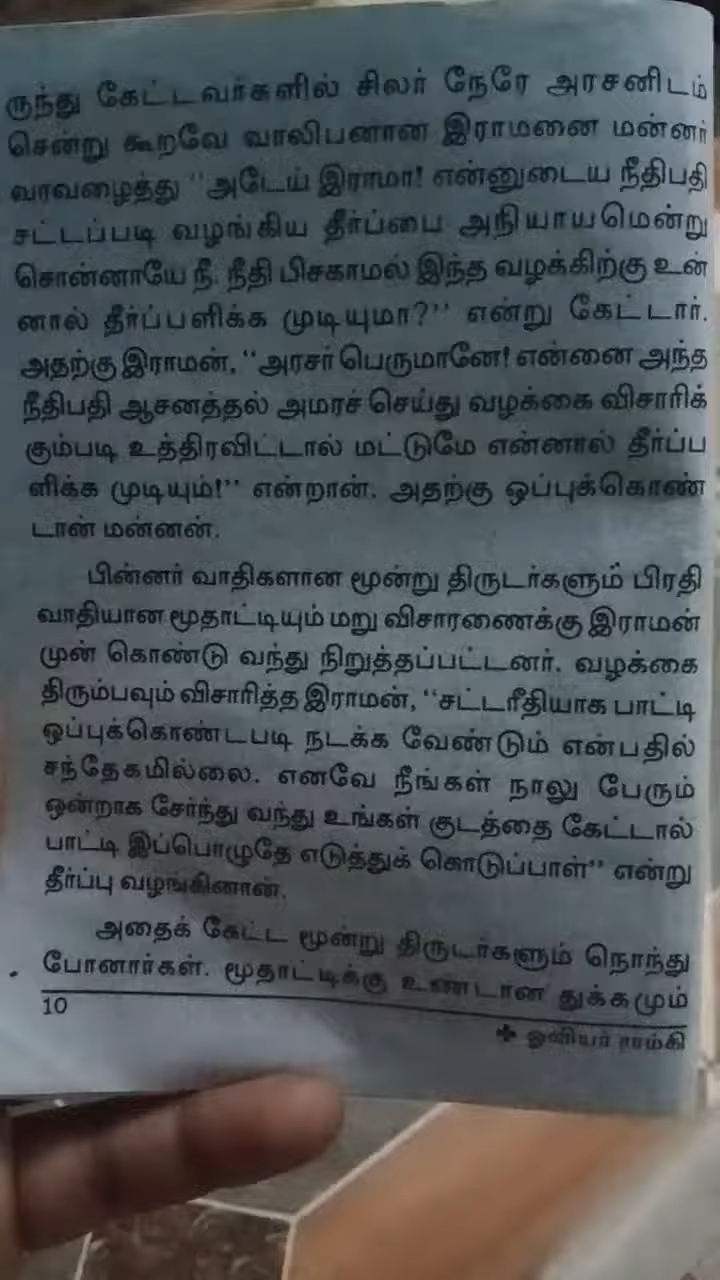 ருந்து கேட்டவர்களில் சிலர் நேரே அரசனிடம்
சென்று கூறவே வாலிபனான இராமனை மன்னர்
வரவழைத்து "அடேய் இராமா! என்னுடைய நீதிபதி
சட்டப்படி வழங்கிய தீர்ப்பை அநியாயமென்று
சொன்னாயே நீ. நீதி பிசகாமல் இந்த வழக்கிற்கு உன்
னால் தீர்ப்பளிக்க முடியுமா?" என்று கேட்டார்.
அதற்கு இராமன், "அரசர் பெருமானே! என்னை அந்த
நீதிபதி ஆசனத்தல் அமரச் செய்து வழக்கை விசாரிக்
கும்படி உத்திரவிட்டால் மட்டுமே என்னால் தீர்ப்ப
ளிக்க முடியும்!" என்றான். அதற்கு ஒப்புக்கொண்
டான் மன்னன்.
பின்னர் வாதிகளான மூன்று திருடர்களும் பிரதி
வாதியான மூதாட்டியும் மறு விசாரணைக்கு இராமன்
முன் கொண்டு வந்து நிறுத்தப்பட்டனர். வழக்கை
திரும்பவும் விசாரித்த இராமன், "சட்டரீதியாக பாட்டி
ஒப்புக்கொண்டபடி நடக்க வேண்டும் என்பதில்
சந்தேகமில்லை. எனவே நீங்கள் நாலு பேரும்
ஒன்றாக சேர்ந்து வந்து உங்கள் குடத்தை கேட்டால்
பாட்டி இப்பொழுதே எடுத்துக் கொடுப்பாள்" என்று
தீர்ப்பு வழங்கினான்.
அதைக் கேட்ட மூன்று திருடர்களும் நொந்து
போனார்கள். மூதாட்டிக்கு உண்டான துக்கமும்
10
✤ ஓவியர் ராம்கி